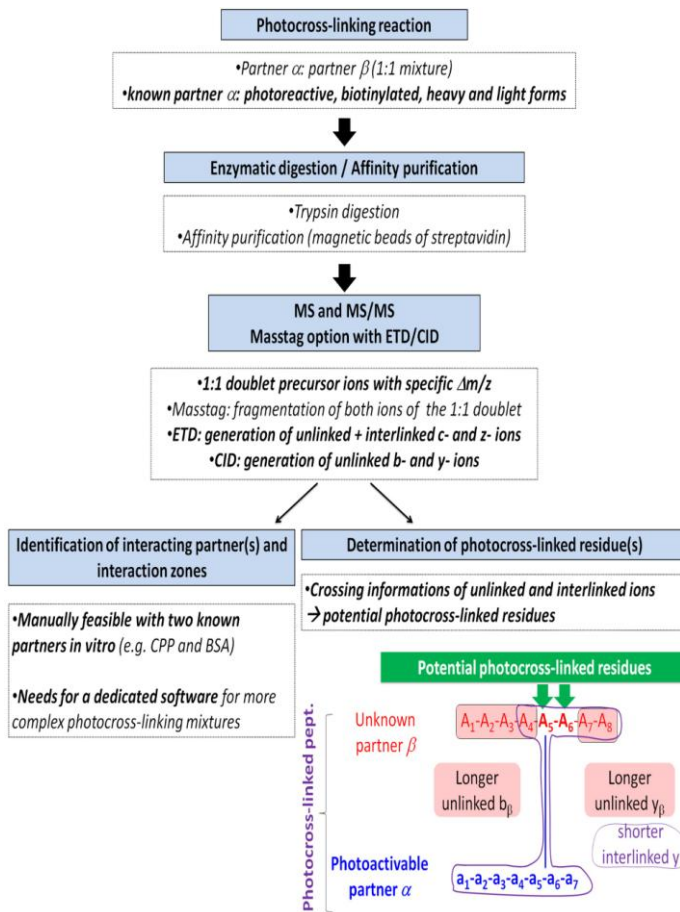 Photocross-linking reaction
•Partner α: partner β (1:1 mixture)
•known partner α: photoreactive, biotinylated, heavy and light forms
Enzymatic digestion / Affinity purification
•Trypsin digestion
•Affinity purification (magnetic beads of streptavidin)
MS and MS/MS
Masstag option with ETD/CID
•1:1 doublet precursor ions with specific Δm/z
•Masstag: fragmentation of both ions of the 1:1 doublet
•ETD: generation of unlinked + interlinked c- and z- ions
•CID: generation of unlinked b- and y- ions
Identification of interacting partner(s) and
interaction zones
•Manually feasible with two known
partners in vitro (e.g. CPP and BSA)
•Needs for a dedicated software for more
complex photocross-linking mixtures
Determination of photocross-linked residue(s)
•Crossing informations of unlinked and interlinked ions
→potential photocross-linked residues
Potential photocross-linked residues
Photocross-linked pept.
Unknown
partner β
A₁-A₂-A₃-A₄-A₅-A₆-A₇-A₈
Longer
unlinked bᵦ
Longer
unlinked yᵦ
shorter
interlinked y
Photoactivable
partner α
a₁-a₂-a₃-a₄-a₅-a₆-a₇